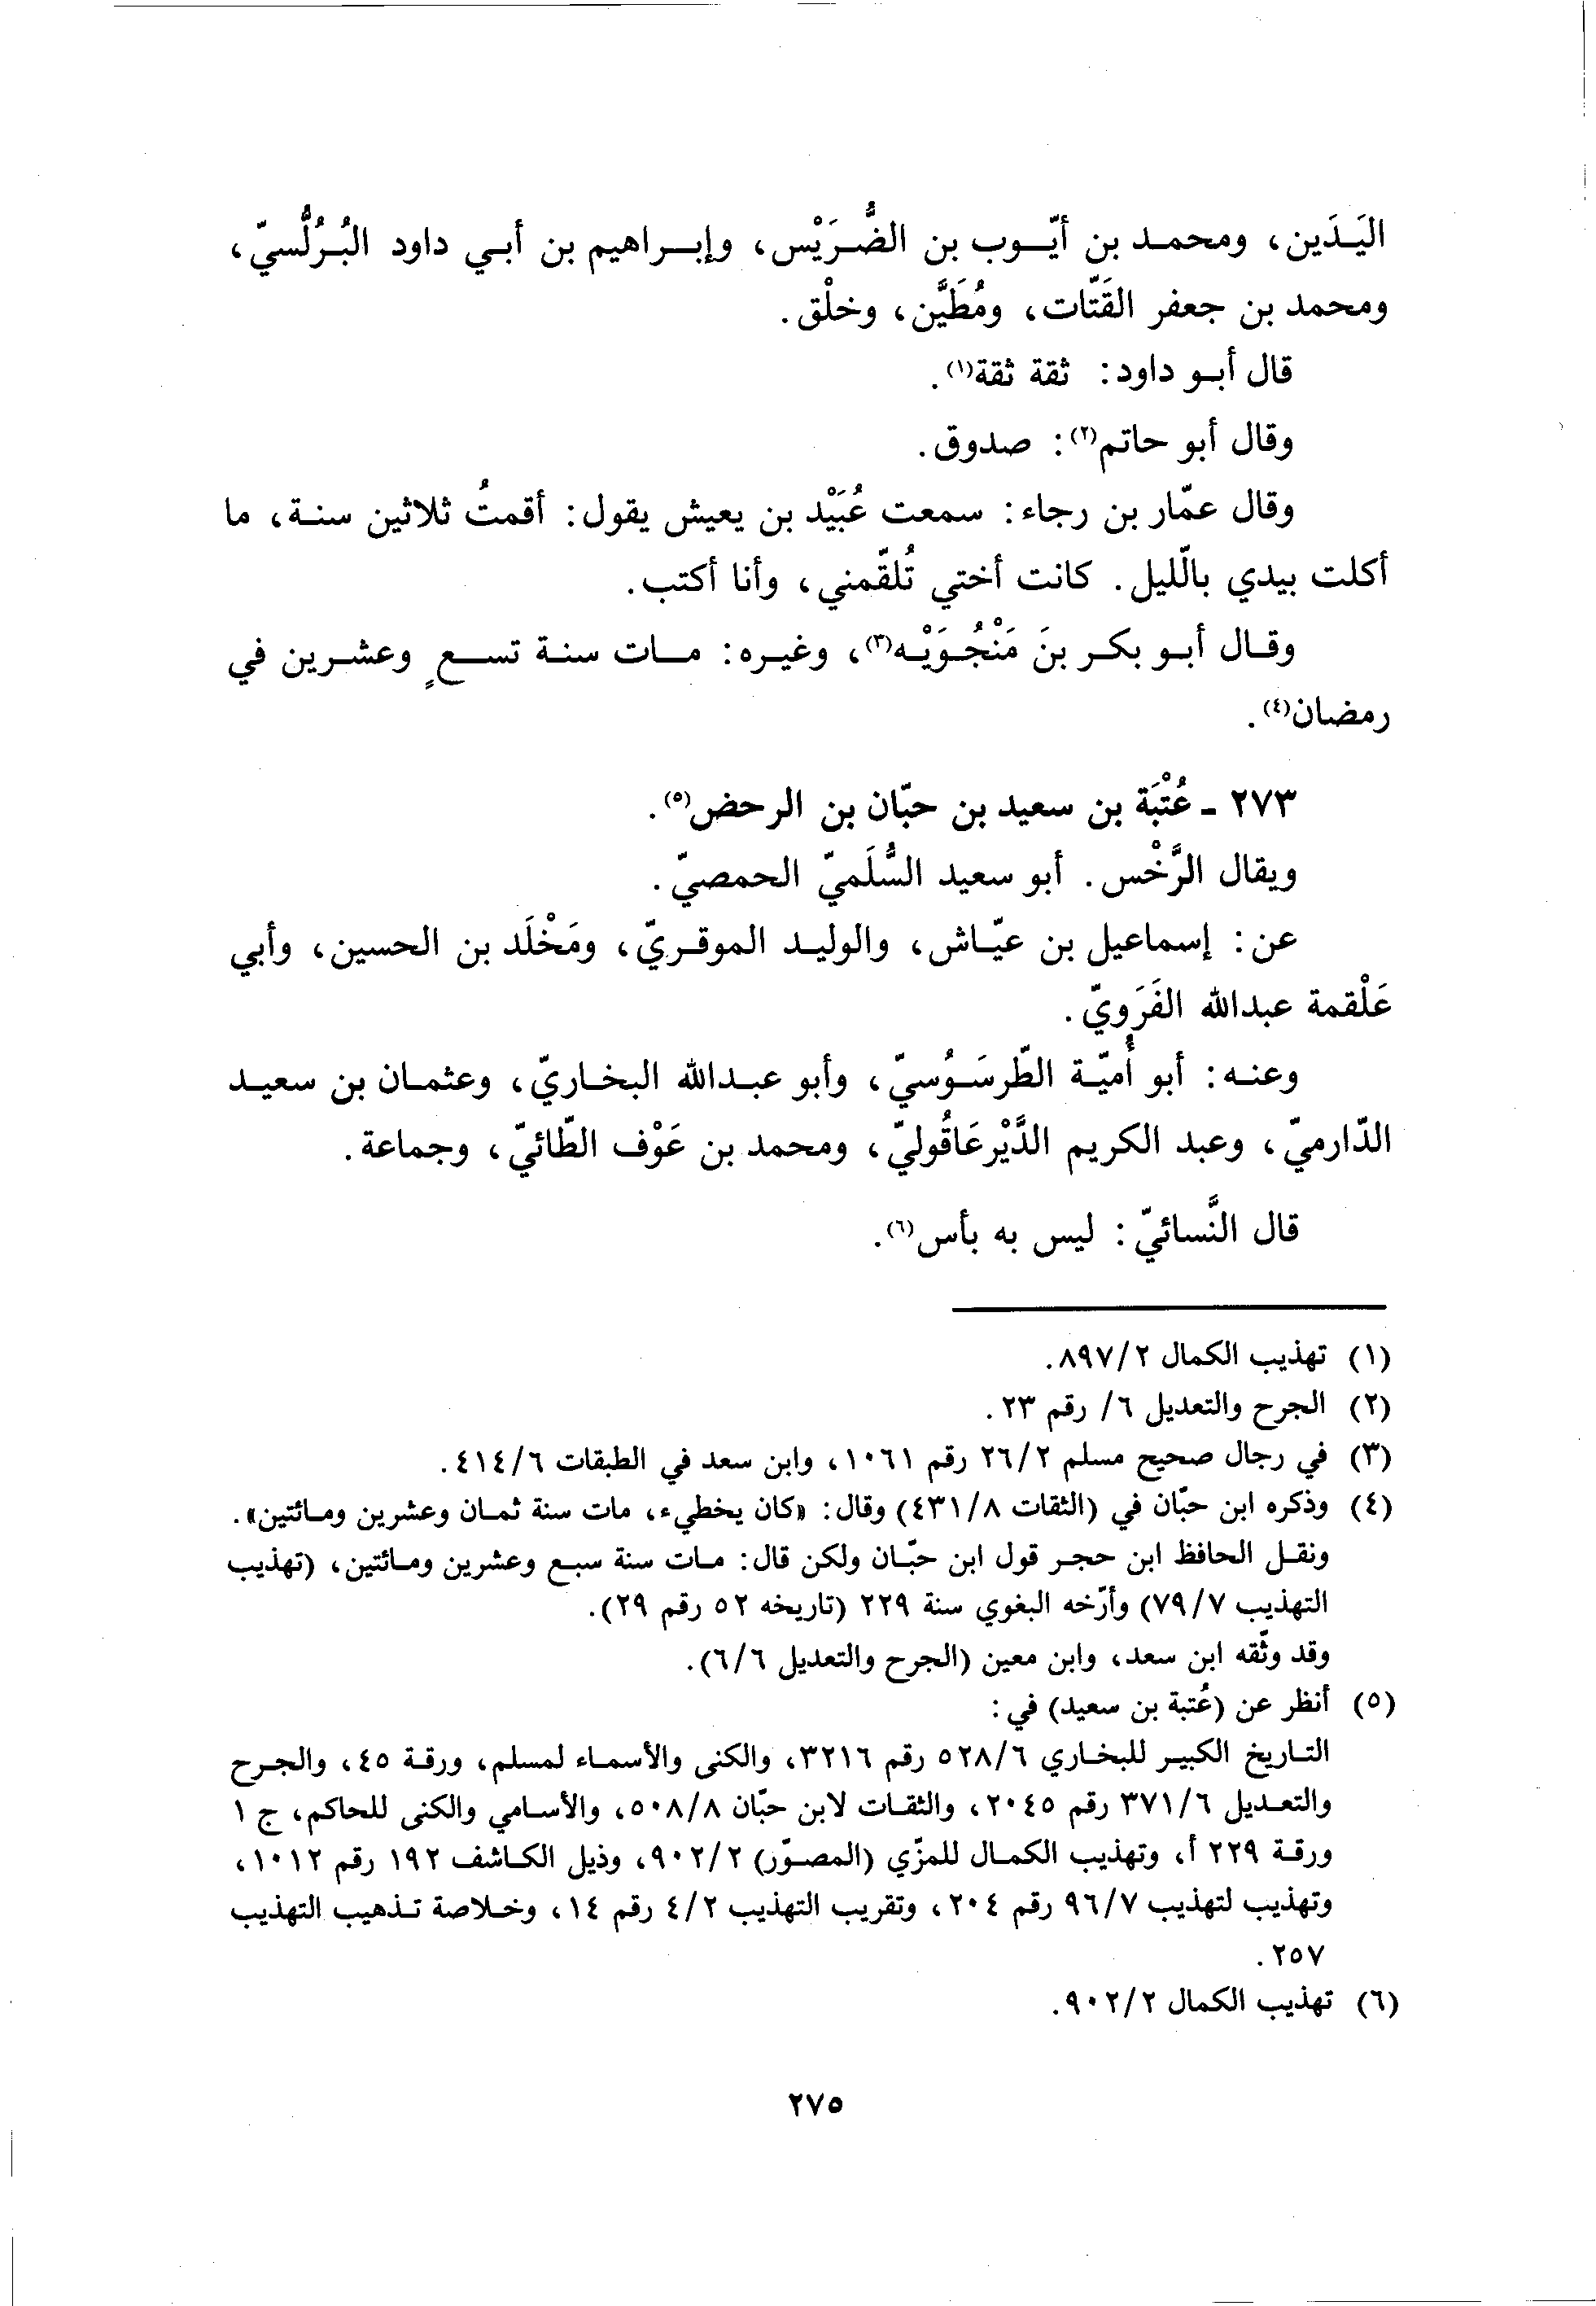 اليَدَين، ومحمد بن أيّوب بن الضُّرَيْس، وإبراهيم بن أبي داود البُرُلُّسيّ،
ومحمد بن جعفر القَتّات، ومُطَيَّن، وخلْق.
قال أبو داود: ثقة ثقة(١).
وقال أبو حاتم(٢): صدوق.
وقال عمّار بن رجاء: سمعت عُبَيْد بن يعيش يقول: أقمتُ ثلاثين سنة، ما
أكلت بيدي بالّليل. كانت أختي تُلقّمني، وأنا أكتب.
وقال أبو بكر بنَ مَنْجُوَيْه(٣)، وغيره: مات سنة تسعٍ وعشرين في
رمضان(٤).
٢٧٣ - عُتْبَة بن سعيد بن حبّان بن الرحض(٥).
ويقال الرَّخْس. أبو سعيد السُّلَميّ الحمصيّ.
عن: إسماعيل بن عيّاش، والوليد الموقريّ، ومَخْلَد بن الحسين، وأبي
عَلْقمة عبدالله الفَرَويّ.
وعنه: أبو أُميّة الطّرسَوُسيّ، وأبو عبدالله البخاريّ، وعثمان بن سعيد
الدّارميّ، وعبد الكريم الدَّيْرعَاقُوليّ، ومحمد بن عَوْف الطّائيّ، وجماعة.
قال النَّسائيّ: ليس به بأس(٦).
(١) تهذيب الكمال ٨٩٧/٢.
(٢) الجرح والتعديل ٦/ رقم ٢٣.
(٣) في رجال صحيح مسلم ٢٦/٢ رقم ١٠٦١، وابن سعد في الطبقات ٤١٤/٦.
(٤) وذكره ابن حبّان في (الثقات ٤٣١/٨) وقال: «كان يخطيء، مات سنة ثمان وعشرين ومائتين».
ونقل الحافظ ابن حجر قول ابن حبّان ولكن قال: مات سنة سبع وعشرين ومائتين، (تهذيب
التهذيب ٧٩/٧) وأرّخه البغوي سنة ٢٢٩ (تاريخه ٥٢ رقم ٢٩).
وقد وثّقه ابن سعد، وابن معين (الجرح والتعديل ٦/٦).
(٥) أنظر عن (عُتبة بن سعيد) في:
التاريخ الكبير للبخاري ٥٢٨/٦ رقم ٣٢١٦، والكنى والأسماء لمسلم، ورقة ٤٥، والجرح
والتعديل ٣٧١/٦ رقم ٢٠٤٥، والثقات لابن حبّان ٥٠٨/٨، والأسامي والكنى للحاكم، ج ١
ورقة ٢٢٩ أ، وتهذيب الكمال للمزّي (المصوّر) ٩٠٢/٢، وذيل الكاشف ١٩٢ رقم ١٠١٢،
وتهذيب لتهذيب ٩٦/٧ رقم ٢٠٤، وتقريب التهذيب ٤/٢ رقم ١٤، وخلاصة تذهيب التهذيب
٢٥٧.
(٦) تهذيب الكمال ٩٠٢/٢.
٢٧٥